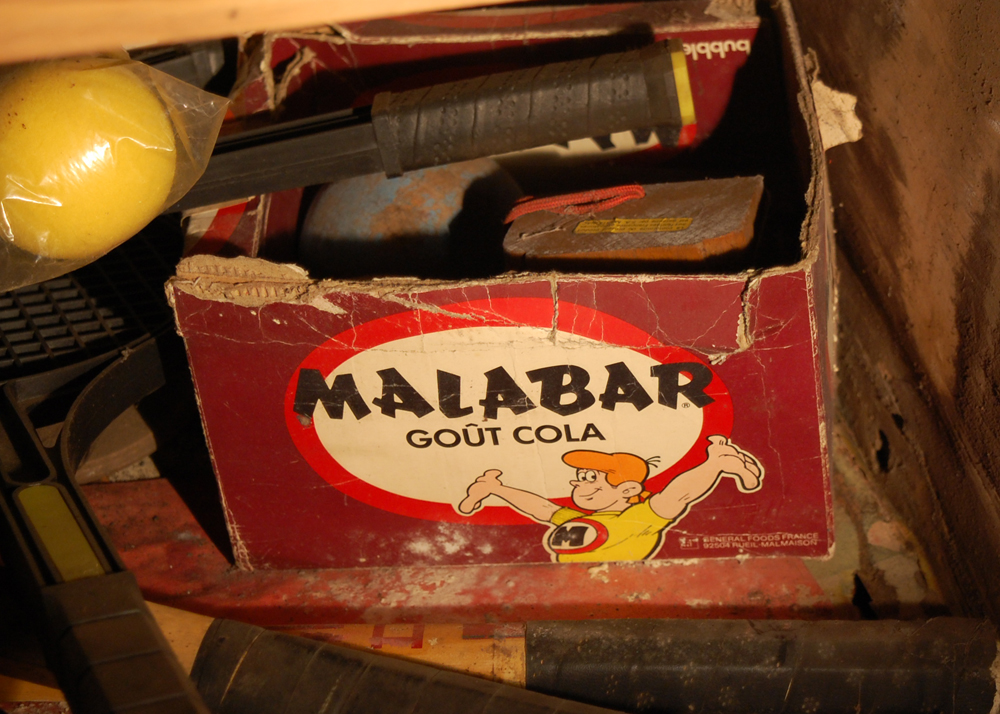 bubble
MALABAR®
GOÛT COLA
M
GENERAL FOODS FRANCE
92504 RUEIL-MALMAISON